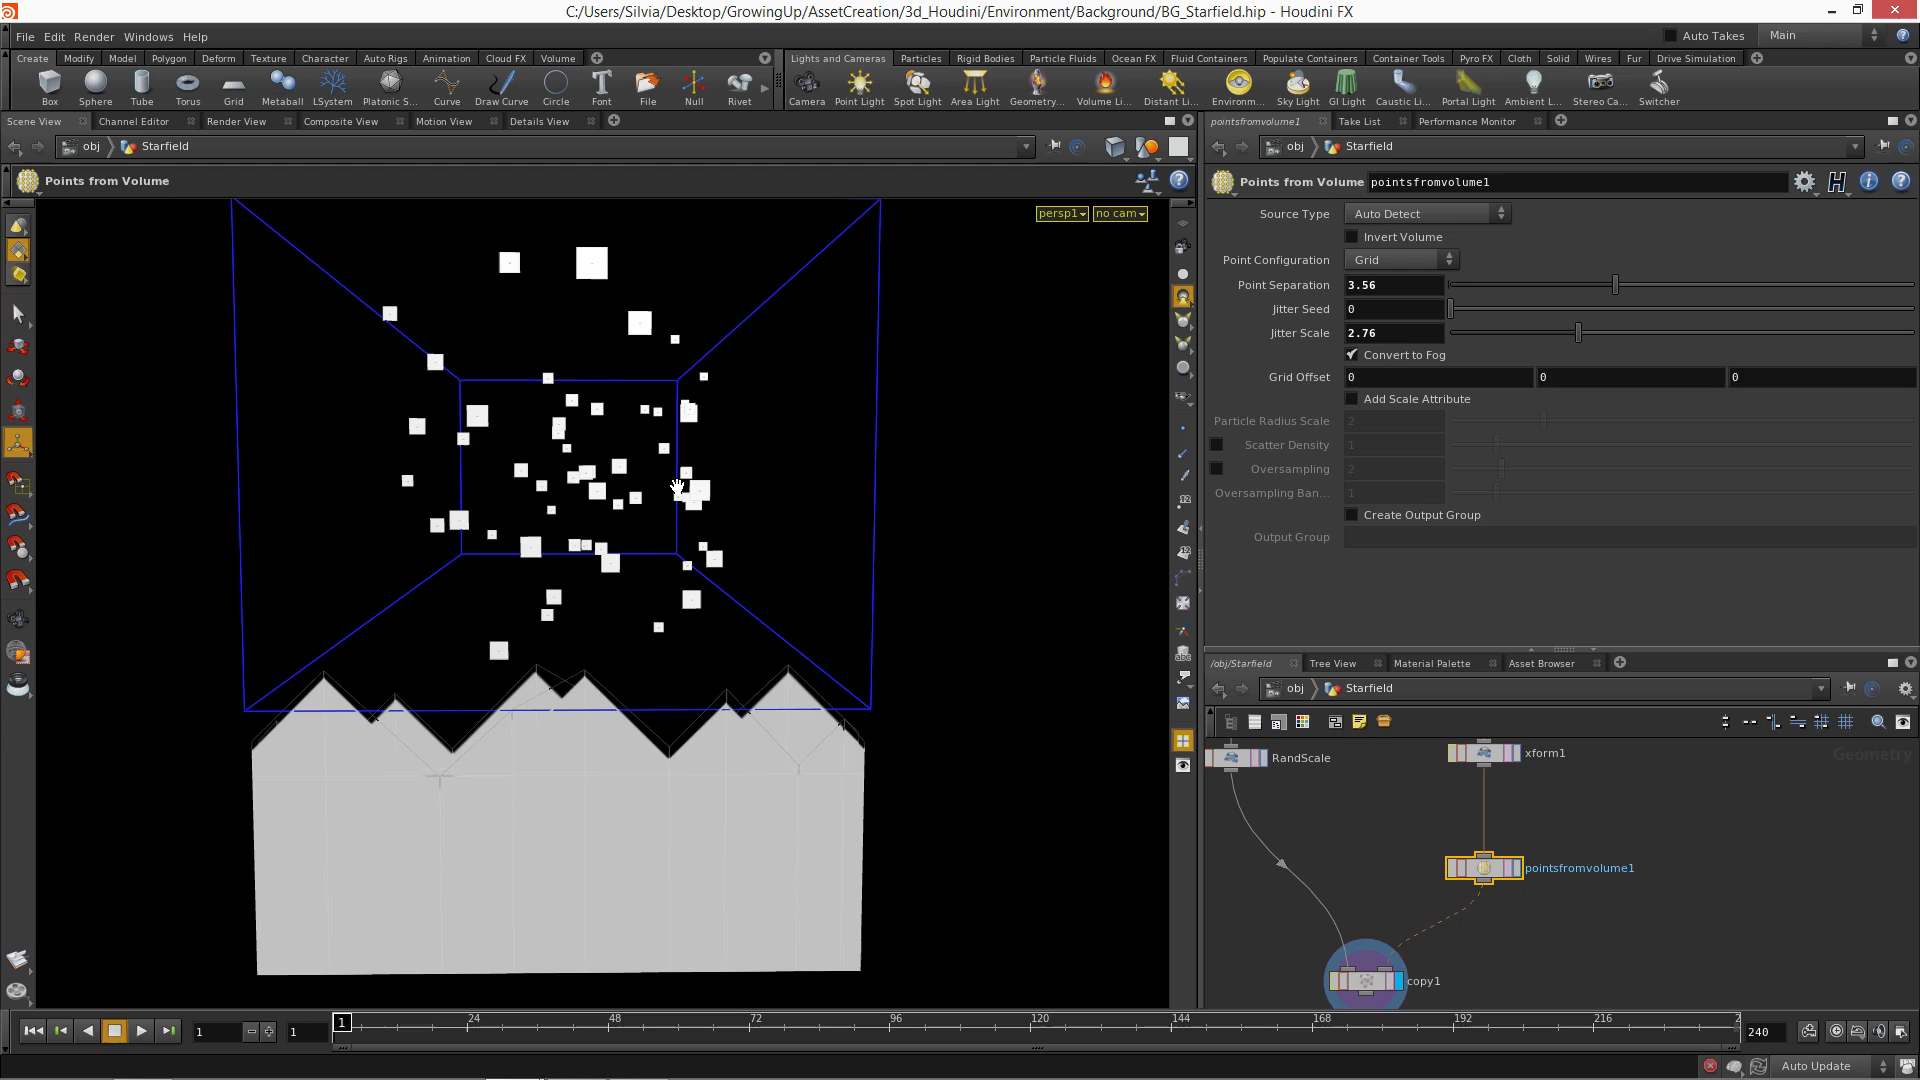 C:/Users/Silvia/Desktop/GrowingUp/AssetCreation/3d_Houdini/Environment/Background/BG_Starfield.hip - Houdini FX
File Edit Render Windows Help
Auto Takes Main
Create Modify Model Polygon Deform Texture Character Auto Rigs Animation Cloud FX Volume
Lights and Cameras Particles Rigid Bodies Particle Fluids Ocean FX Fluid Containers Populate Containers Container Tools Pyro FX Cloth Solid Wires Fur Drive Simulation
Box Sphere Tube Torus Grid Metaball LSystem Platonic S... Curve Draw Curve Circle Font File Null Rivet
Camera Point Light Spot Light Area Light Geometry... Volume Li... Distant Li... Environm... Sky Light GI Light Caustic Li... Portal Light Ambient L... Stereo Ca... Switcher
Scene View Channel Editor Render View Composite View Motion View Details View
pointsfromvolume1 Take List Performance Monitor
obj Starfield
obj Starfield
Points from Volume
Points from Volume pointsfromvolume1
persp1 no cam
Source Type Auto Detect
Invert Volume
Point Configuration Grid
Point Separation 3.56
Jitter Seed 0
Jitter Scale 2.76
Convert to Fog
Grid Offset 0 0 0
Add Scale Attribute
Particle Radius Scale 2
Scatter Density 1
Oversampling 2
Oversampling Ban... 1
Create Output Group
Output Group
/obj/Starfield Tree View Material Palette Asset Browser
obj Starfield
RandScale
xform1
Geometry
pointsfromvolume1
copy1
1 1 1 24 48 72 96 120 144 168 192 216 2 240
Auto Update